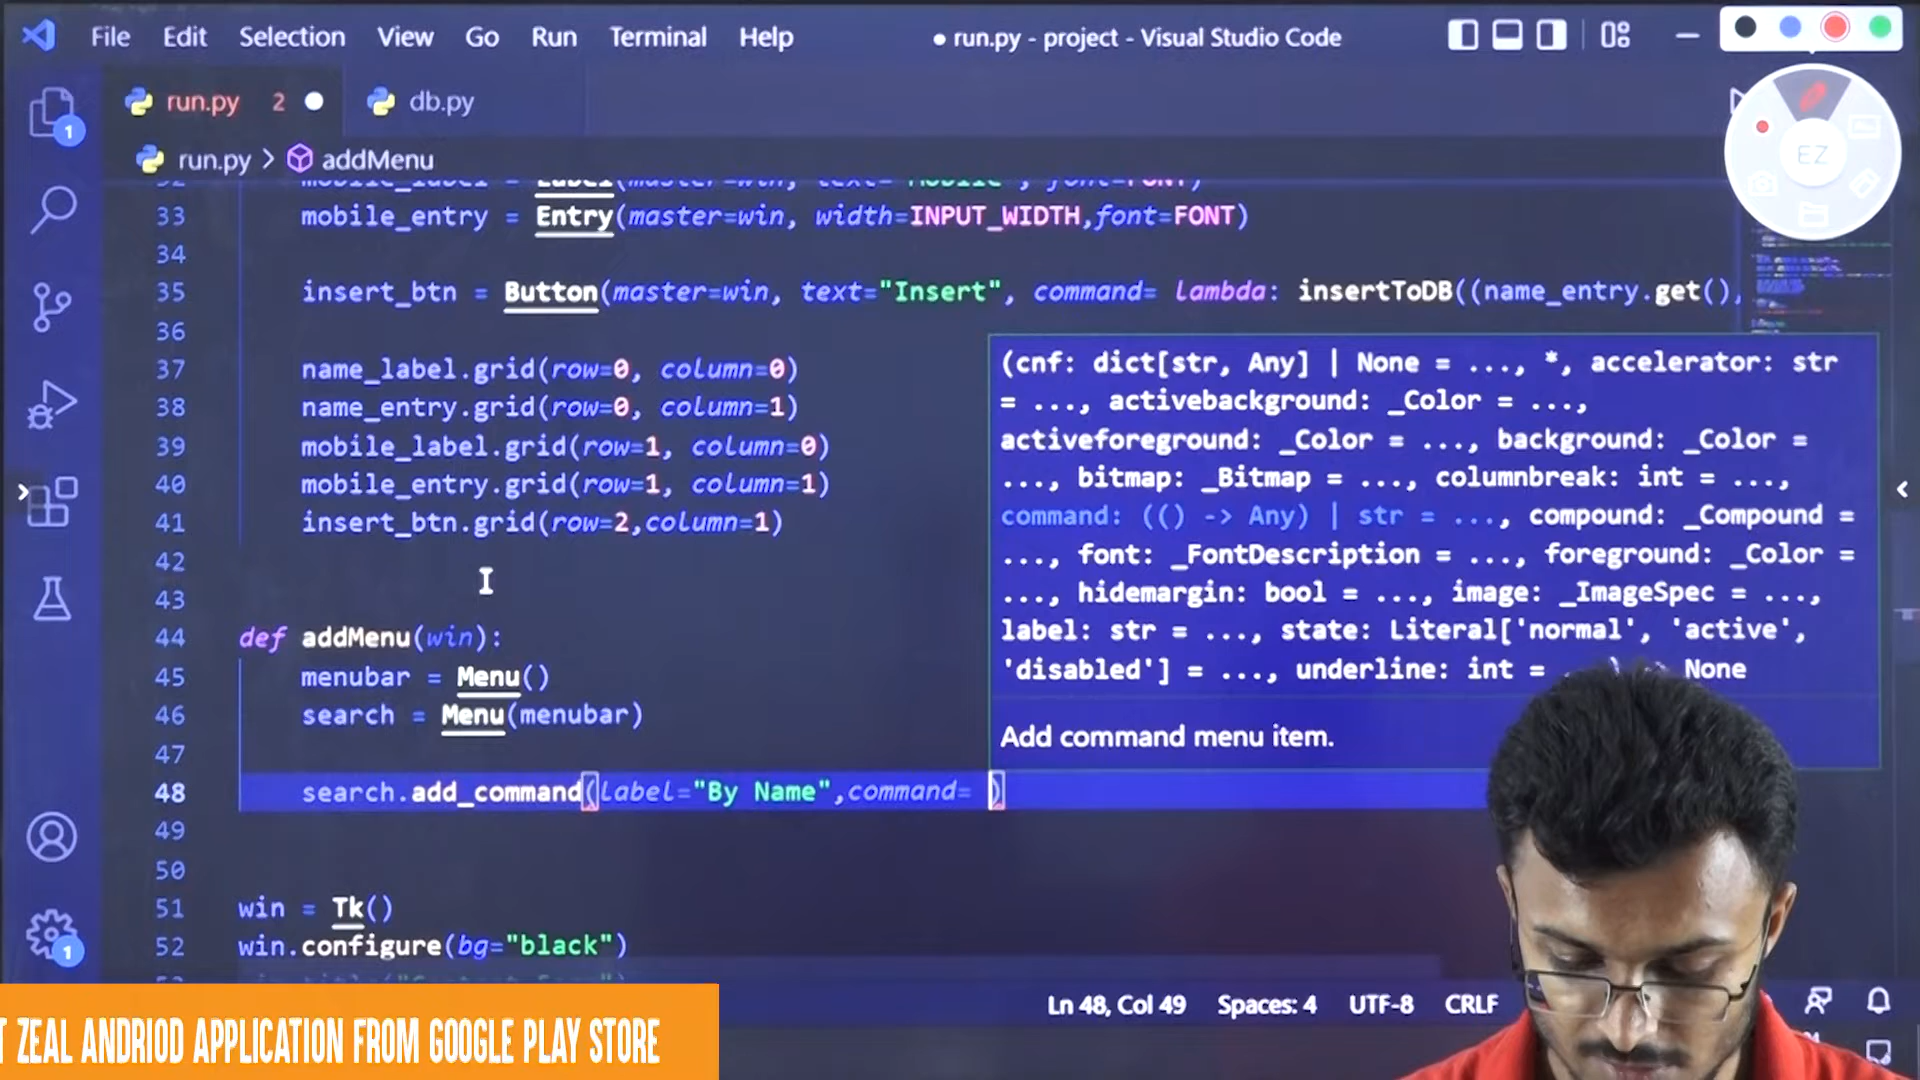 File Edit Selection View Go Run Terminal Help ● run.py - project - Visual Studio Code
run.py 2 db.py
run.py > addMenu
EZ
33 mobile_entry = Entry(master=win, width=INPUT_WIDTH,font=FONT)
34
35 insert_btn = Button(master=win, text="Insert", command= lambda: insertToDB((name_entry.get(),
36
37 name_label.grid(row=0, column=0)
38 name_entry.grid(row=0, column=1)
39 mobile_label.grid(row=1, column=0)
40 mobile_entry.grid(row=1, column=1)
41 insert_btn.grid(row=2,column=1)
42
43
44 def addMenu(win):
45 menubar = Menu()
46 search = Menu(menubar)
47
48 search.add_command(label="By Name",command= )
49
50
51 win = Tk()
52 win.configure(bg="black")
(cnf: dict[str, Any] | None = ..., *, accelerator: str
= ..., activebackground: _Color = ...,
activeforeground: _Color = ..., background: _Color =
..., bitmap: _Bitmap = ..., columnbreak: int = ...,
command: (() -> Any) | str = ..., compound: _Compound =
..., font: _FontDescription = ..., foreground: _Color =
..., hidemargin: bool = ..., image: _ImageSpec = ...,
label: str = ..., state: Literal['normal', 'active',
'disabled'] = ..., underline: int = None
Add command menu item.
1
1
Ln 48, Col 49 Spaces: 4 UTF-8 CRLF
ZEAL ANDRIOD APPLICATION FROM GOOGLE PLAY STORE